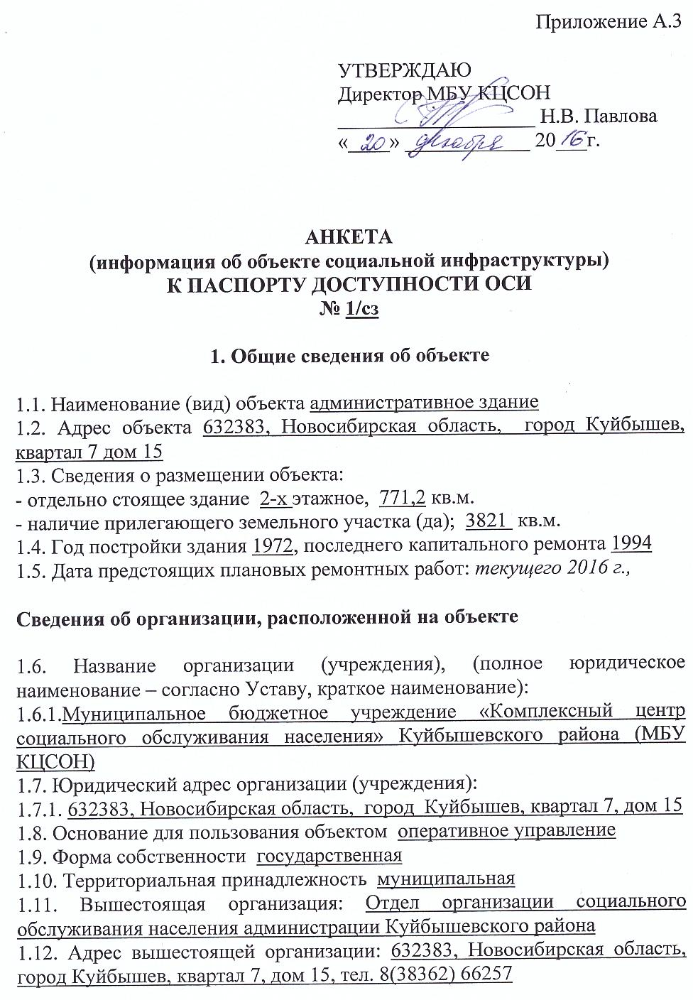 Приложение А.3
УТВЕРЖДАЮ
Директор МБУ КЦСОН
Н.В. Павлова
« 20 » декабря 2016 г.
АНКЕТА
(информация об объекте социальной инфраструктуры)
К ПАСПОРТУ ДОСТУПНОСТИ ОСИ
№ 1/сз
1. Общие сведения об объекте
1.1. Наименование (вид) объекта административное здание
1.2. Адрес объекта 632383, Новосибирская область, город Куйбышев,
квартал 7 дом 15
1.3. Сведения о размещении объекта:
- отдельно стоящее здание 2-х этажное, 771,2 кв.м.
- наличие прилегающего земельного участка (да); 3821 кв.м.
1.4. Год постройки здания 1972, последнего капитального ремонта 1994
1.5. Дата предстоящих плановых ремонтных работ: текущего 2016 г.,
Сведения об организации, расположенной на объекте
1.6. Название организации (учреждения), (полное юридическое
наименование – согласно Уставу, краткое наименование):
1.6.1.Муниципальное бюджетное учреждение «Комплексный центр
социального обслуживания населения» Куйбышевского района (МБУ
КЦСОН)
1.7. Юридический адрес организации (учреждения):
1.7.1. 632383, Новосибирская область, город Куйбышев, квартал 7, дом 15
1.8. Основание для пользования объектом оперативное управление
1.9. Форма собственности государственная
1.10. Территориальная принадлежность муниципальная
1.11. Вышестоящая организация: Отдел организации социального
обслуживания населения администрации Куйбышевского района
1.12. Адрес вышестоящей организации: 632383, Новосибирская область,
город Куйбышев, квартал 7, дом 15, тел. 8(38362) 66257